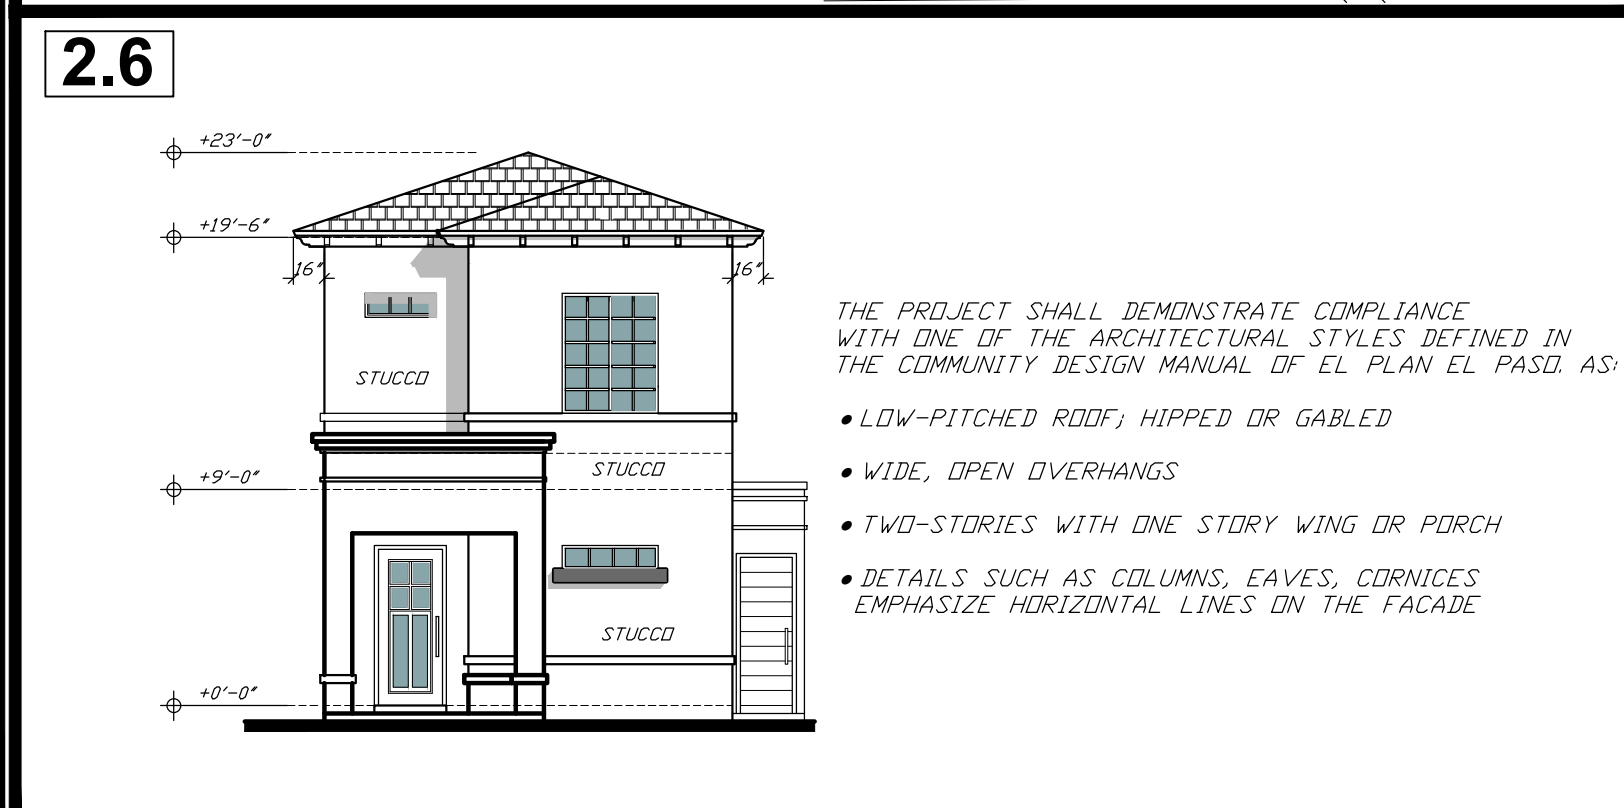 2.6
+23'-0"
+19'-6"
16"
16"
STUCCO
+9'-0"
STUCCO
STUCCO
+0'-0"
THE PROJECT SHALL DEMONSTRATE COMPLIANCE
WITH ONE OF THE ARCHITECTURAL STYLES DEFINED IN
THE COMMUNITY DESIGN MANUAL OF EL PLAN EL PASO. AS:
• LOW-PITCHED ROOF; HIPPED OR GABLED
• WIDE, OPEN OVERHANGS
• TWO-STORIES WITH ONE STORY WING OR PORCH
• DETAILS SUCH AS COLUMNS, EAVES, CORNICES
EMPHASIZE HORIZONTAL LINES ON THE FACADE